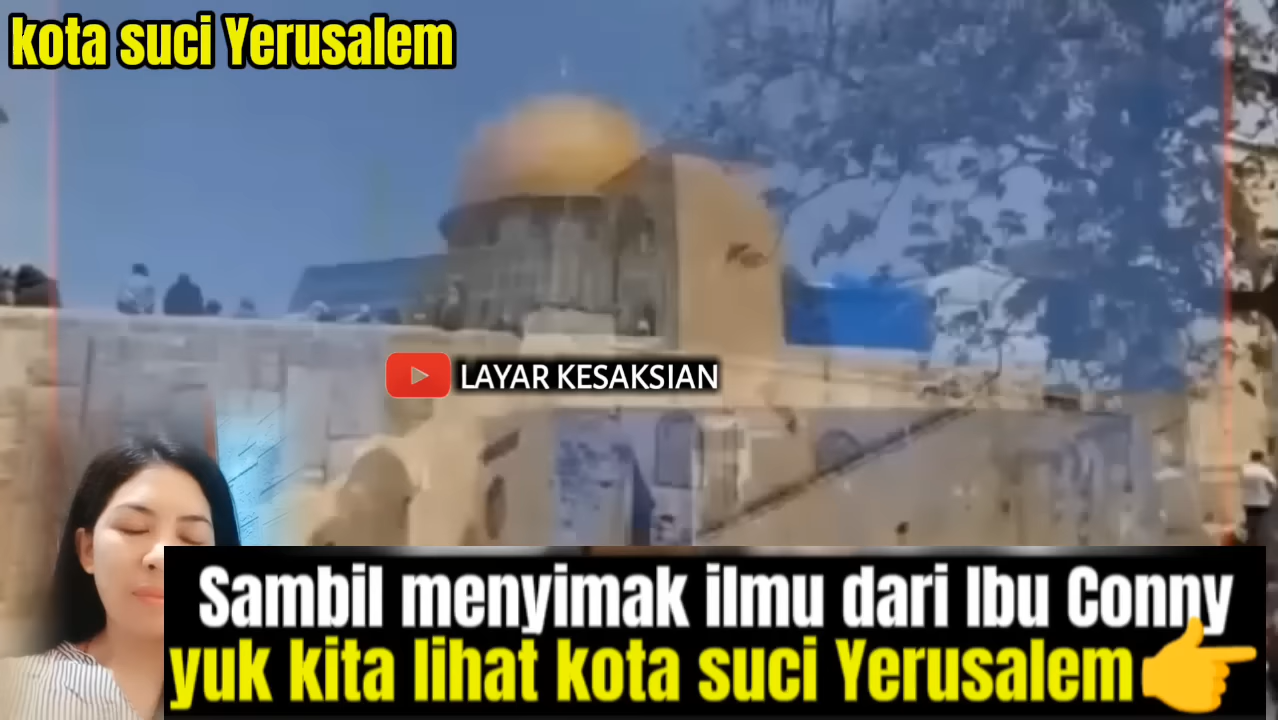 kota suci Yerusalem
LAYAR KESAKSIAN
Sambil menyimak ilmu dari Ibu Conny
yuk kita lihat kota suci Yerusalem